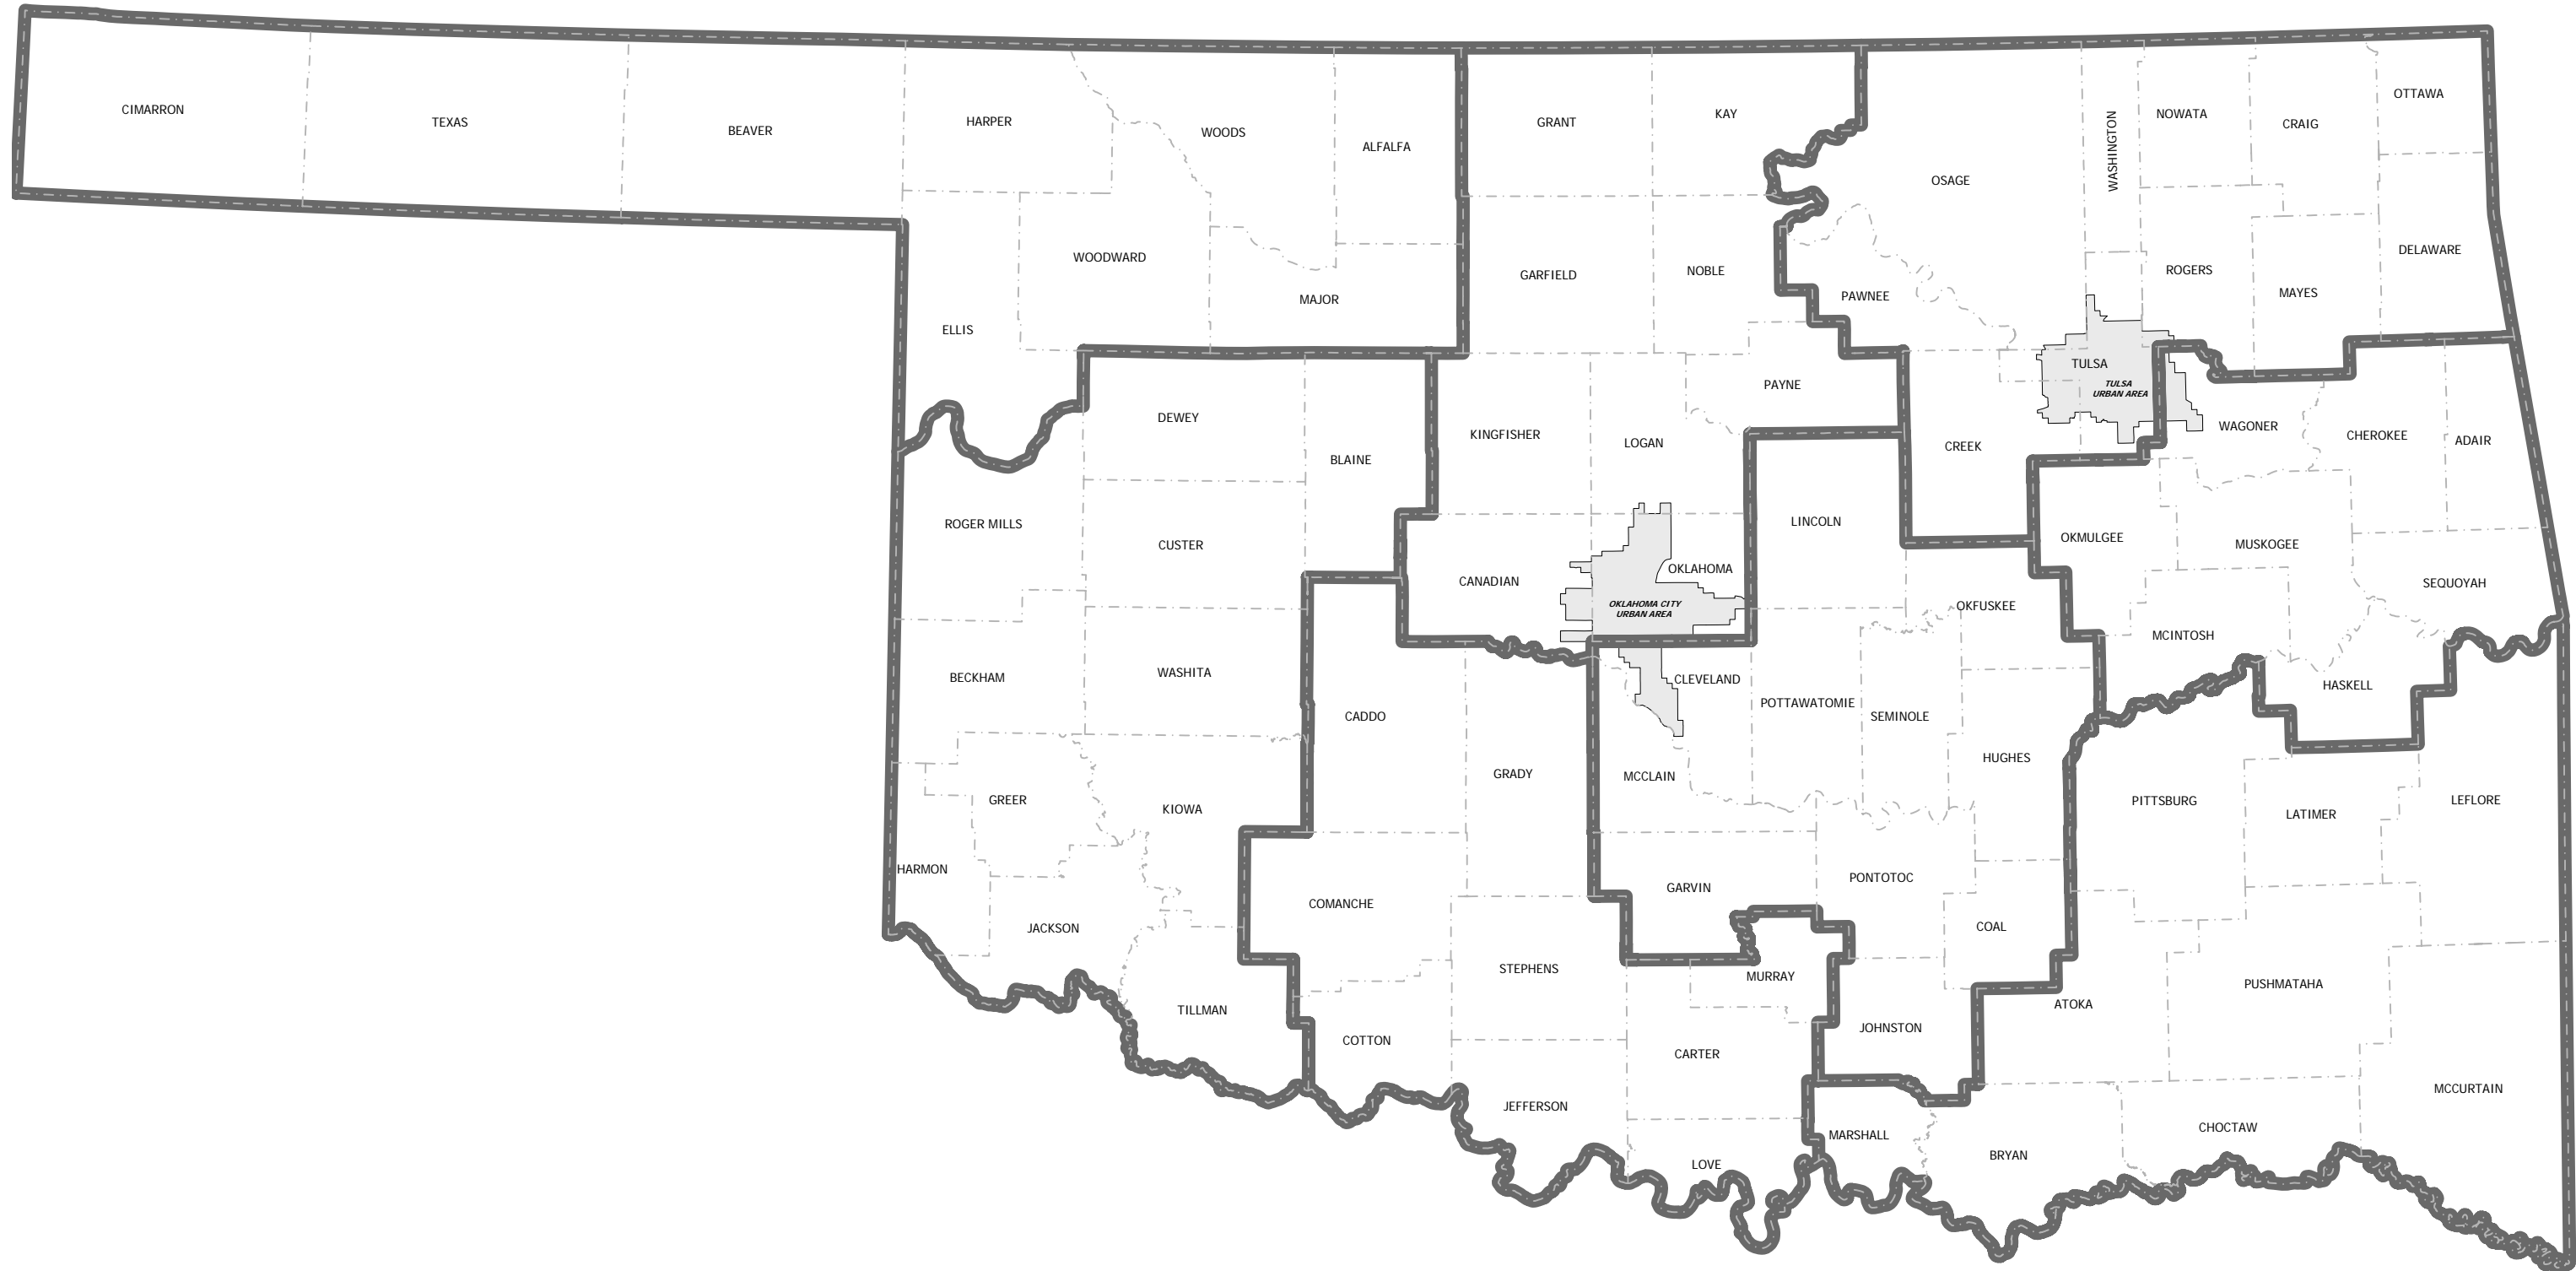 CIMARRON
TEXAS
BEAVER
HARPER
WOODS
ALFALFA
GRANT
KAY
OSAGE
WASHINGTON
NOWATA
CRAIG
OTTAWA
ELLIS
WOODWARD
MAJOR
GARFIELD
NOBLE
PAWNEE
ROGERS
MAYES
DELAWARE
TULSA
TULSA
URBAN AREA
DEWEY
BLAINE
KINGFISHER
LOGAN
PAYNE
CREEK
WAGONER
CHEROKEE
ADAIR
ROGER MILLS
CUSTER
CANADIAN
OKLAHOMA
OKLAHOMA CITY
URBAN AREA
LINCOLN
OKFUSKEE
OKMULGEE
MUSKOGEE
SEQUOYAH
BECKHAM
WASHITA
CADDO
GRADY
CLEVELAND
MCCLAIN
POTTAWATOMIE
SEMINOLE
HUGHES
MCINTOSH
HASKELL
GREER
KIOWA
HARMON
JACKSON
COMANCHE
GARVIN
PONTOTOC
COAL
PITTSBURG
LATIMER
LEFLORE
TILLMAN
COTTON
STEPHENS
MURRAY
CARTER
JOHNSTON
ATOKA
PUSHMATAHA
JEFFERSON
LOVE
MARSHALL
BRYAN
CHOCTAW
MCCURTAIN